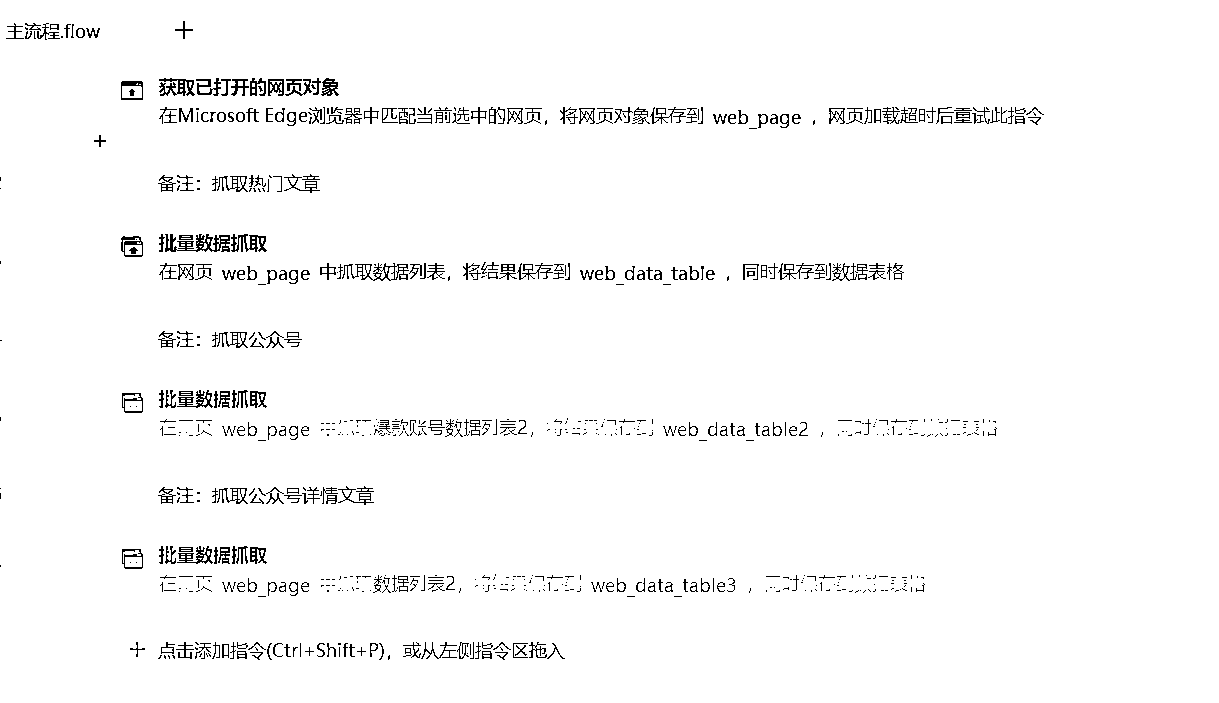 主流程.flow
获取已打开的网页对象
在Microsoft Edge浏览器中匹配当前选中的网页，将网页对象保存到 web_page ，网页加载超时后重试此指令
备注：抓取热门文章
批量数据抓取
在网页 web_page 中抓取数据列表，将结果保存到 web_data_table ，同时保存到数据表格
备注：抓取公众号
批量数据抓取
在网页 web_page 中抓取爆款账号数据列表2，将结果保存到 web_data_table2 ，同时保存到数据表格
备注：抓取公众号详情文章
批量数据抓取
在网页 web_page 中抓取数据列表2，将结果保存到 web_data_table3 ，同时保存到数据表格
点击添加指令(Ctrl+Shift+P)，或从左侧指令区拖入